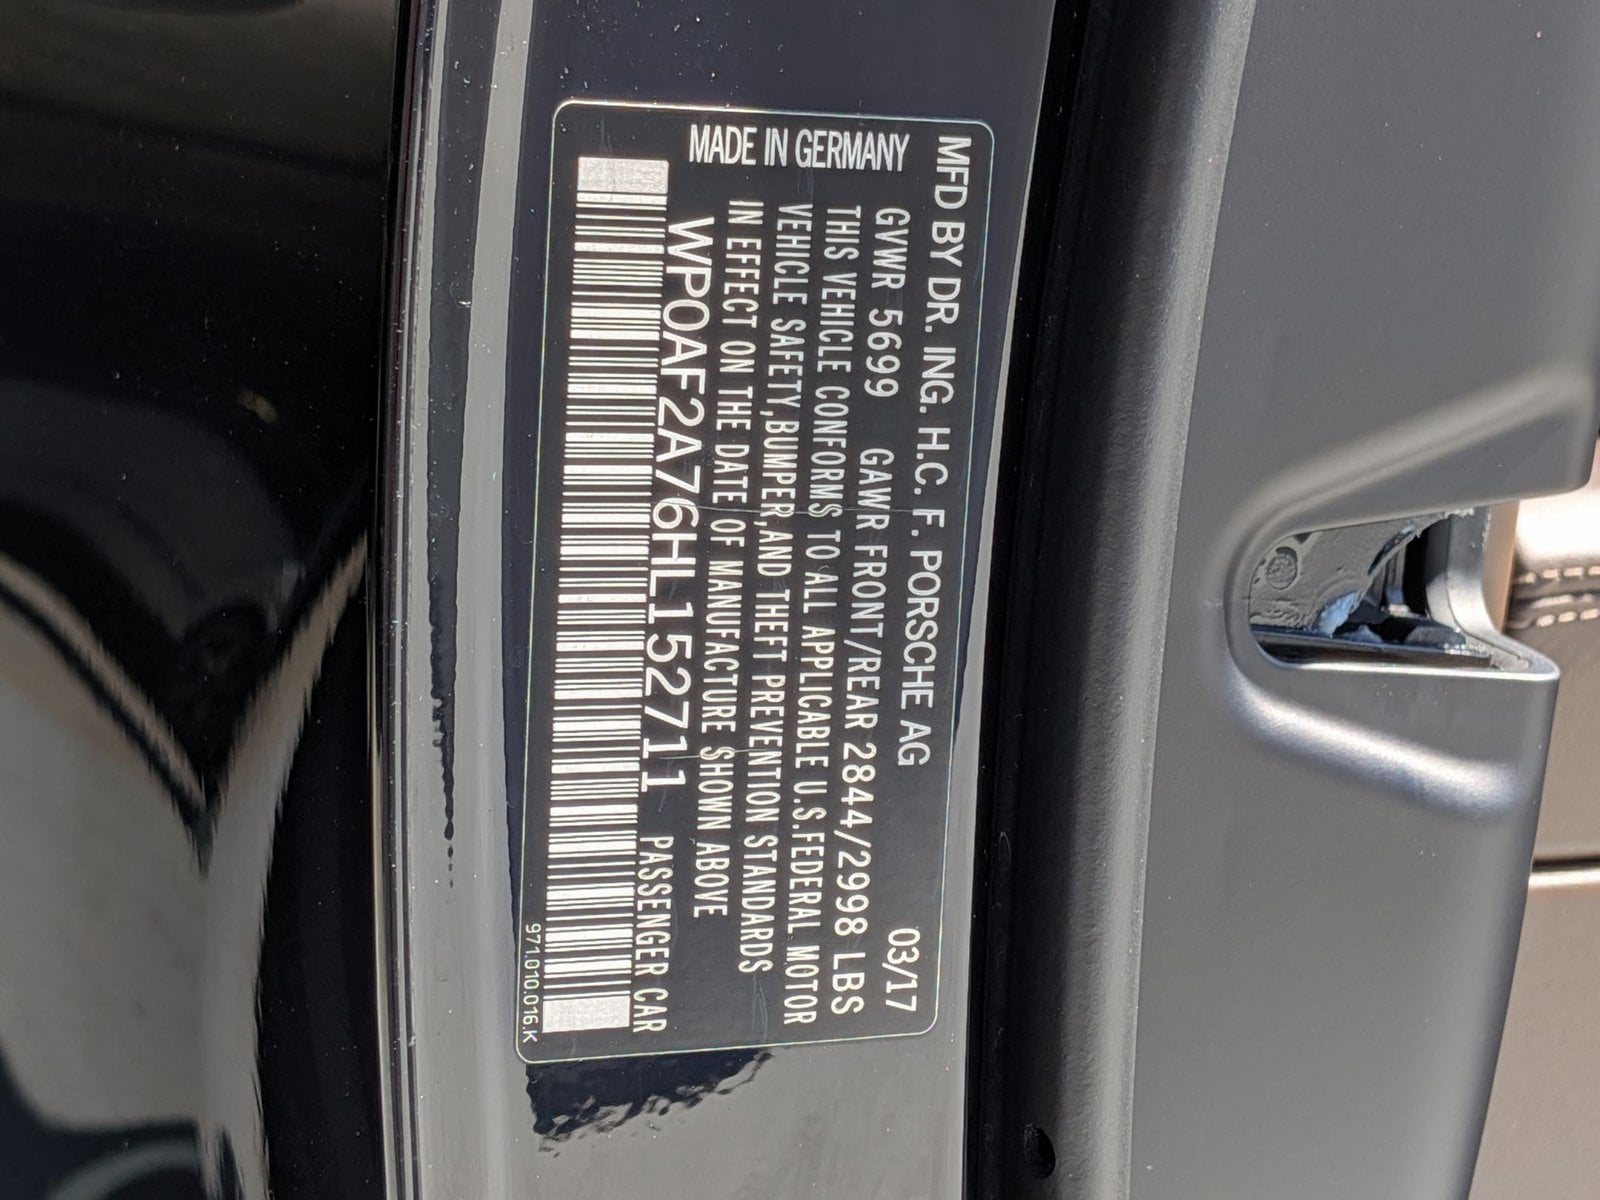 MFD BY DR. ING. H.C. F. PORSCHE AG
MADE IN GERMANY 03/17
GVWR 5699 GAWR FRONT/REAR 2844/2998 LBS
THIS VEHICLE CONFORMS TO ALL APPLICABLE U.S.FEDERAL MOTOR
VEHICLE SAFETY,BUMPER,AND THEFT PREVENTION STANDARDS
IN EFFECT ON THE DATE OF MANUFACTURE SHOWN ABOVE
WP0AF2A76HL152711 PASSENGER CAR
971.010.016.K